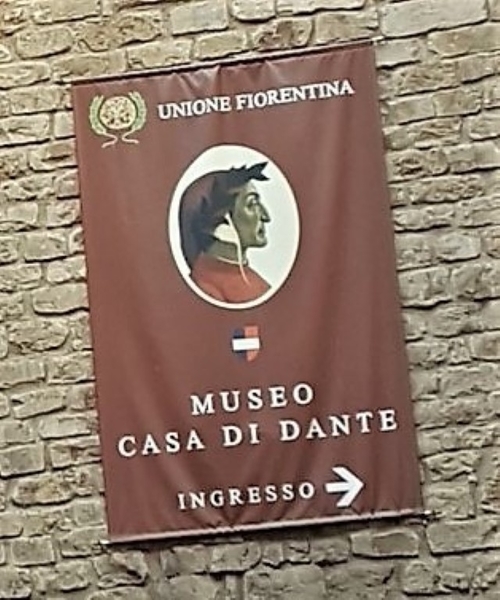 UNIONE FIORENTINA
MUSEO
CASA DI DANTE
INGRESSO →